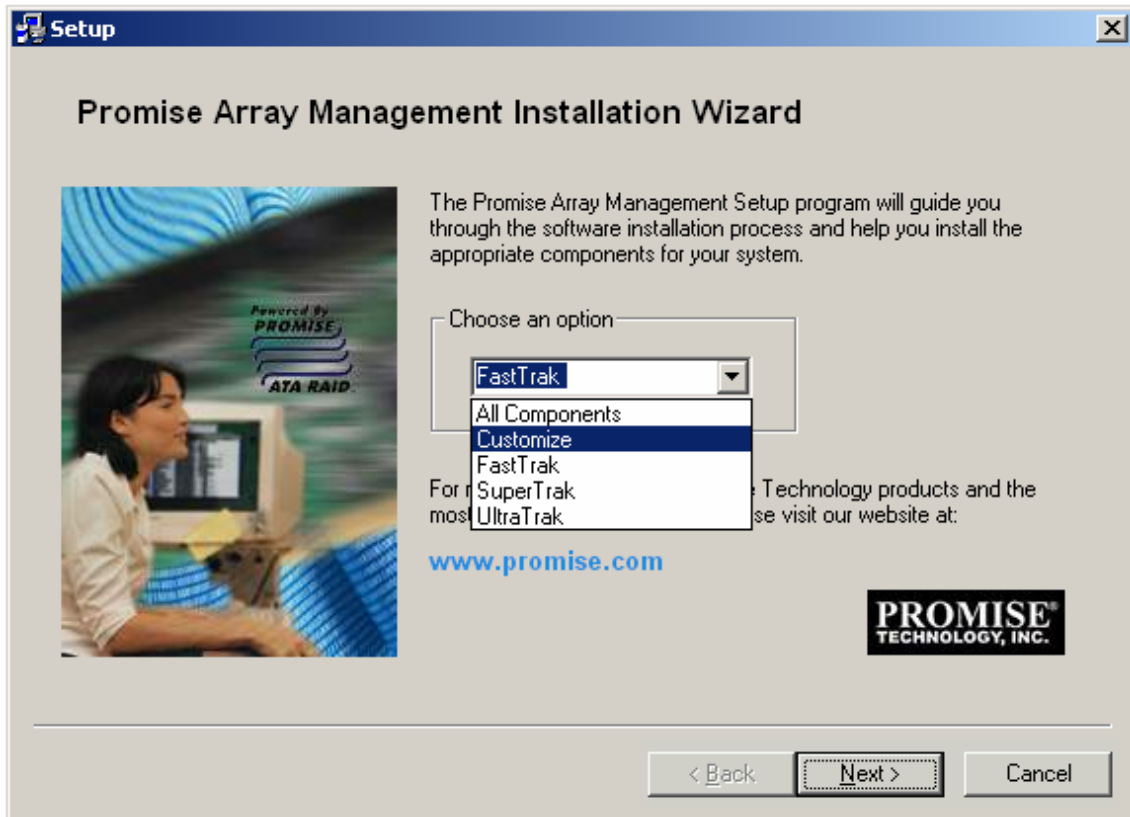 Setup
Promise Array Management Installation Wizard
The Promise Array Management Setup program will guide you
through the software installation process and help you install the
appropriate components for your system.
Powered By
PROMISE
ATA RAID
Choose an option
FastTrak
All Components
Customize
FastTrak
SuperTrak
UltraTrak
For Technology products and the
most se visit our website at:
www.promise.com
PROMISE®
TECHNOLOGY, INC.
< Back
Next >
Cancel